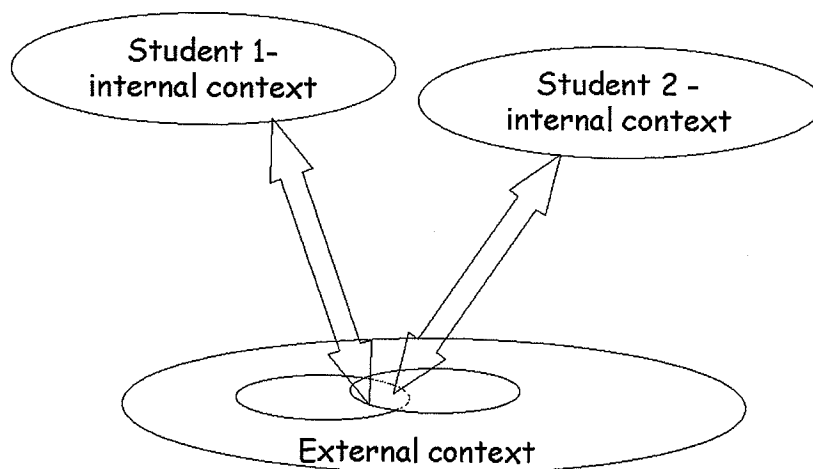 Student 1-
internal context
Student 2 -
internal context
External context